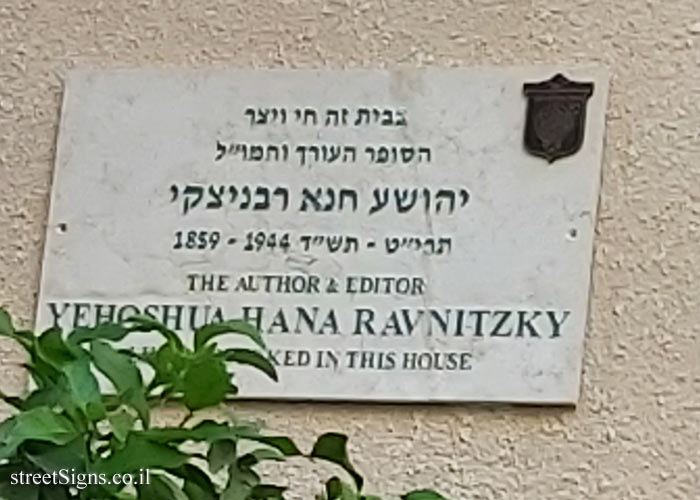 בבית זה חי ויצר
הסופר העורך והמו״ל
יהושע חנא רבניצקי
תרי״ט - תש״ד 1944 - 1859
THE AUTHOR & EDITOR
YEHOSHUA HANA RAVNITZKY
IN THIS HOUSE
streetSigns.co.il